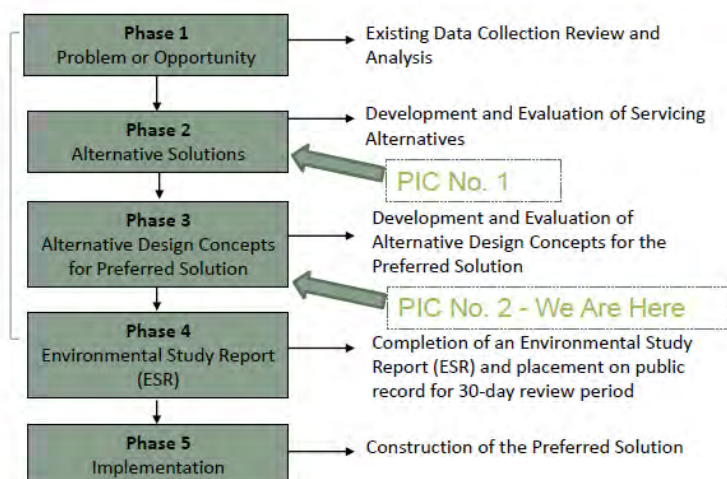 Phase 1
Problem or Opportunity
Existing Data Collection Review and
Analysis
Phase 2
Alternative Solutions
Development and Evaluation of Servicing
Alternatives
PIC No. 1
Phase 3
Alternative Design Concepts
for Preferred Solution
Development and Evaluation of
Alternative Design Concepts for the
Preferred Solution
PIC No. 2 - We Are Here
Phase 4
Environmental Study Report
(ESR)
Completion of an Environmental Study
Report (ESR) and placement on public
record for 30-day review period
Phase 5
Implementation
Construction of the Preferred Solution